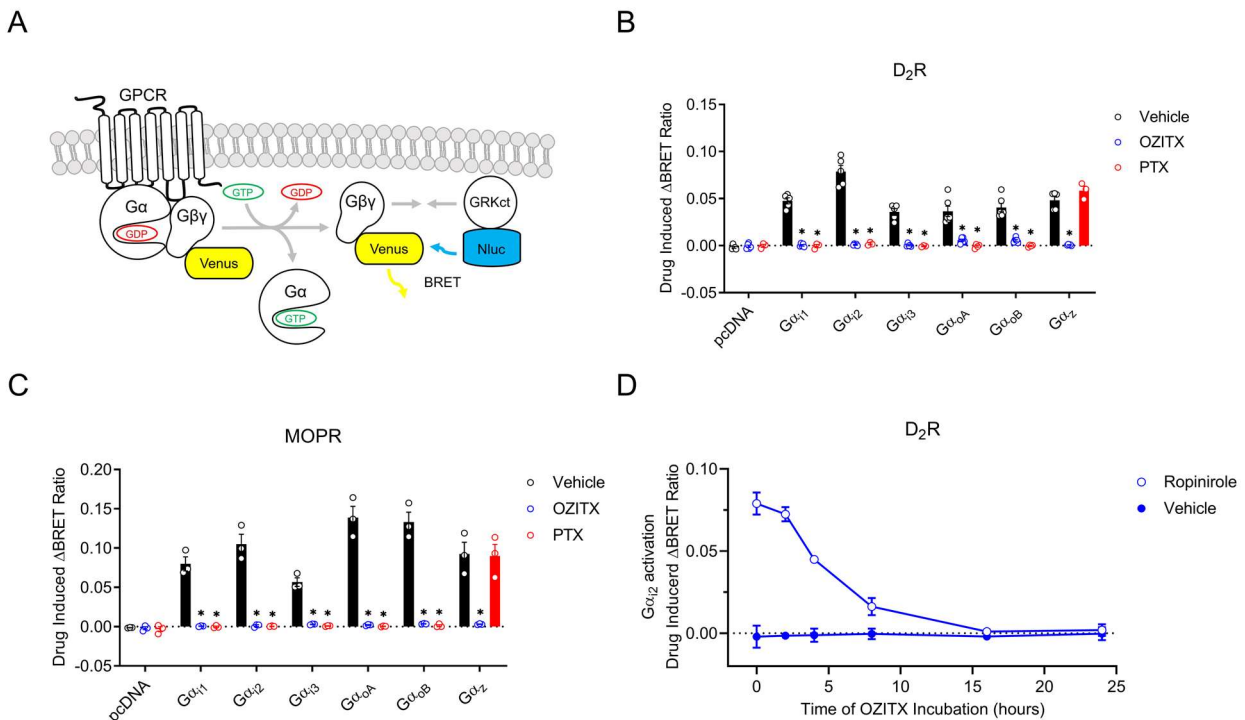 A
GPCR
Gα
GDP
Gβγ
Venus
GTP
GDP
Gβγ
Venus
GRKct
Nluc
BRET
Gα
GTP
B
D₂R
Drug Induced ΔBRET Ratio
0.15
0.10
0.05
0.00
-0.05
* * * * * * * * * * *
pcDNA
Gαi1
Gαi2
Gαi3
GαoA
GαoB
Gαz
Vehicle
OZITX
PTX
C
MOPR
Drug Induced ΔBRET Ratio
0.20
0.15
0.10
0.05
0.00
-0.05
* * * * * * * * * * *
pcDNA
Gαi1
Gαi2
Gαi3
GαoA
GαoB
Gαz
Vehicle
OZITX
PTX
D
D₂R
Gαi2 activation
Drug Inducerd ΔBRET Ratio
0.10
0.05
0.00
0 5 10 15 20 25
Time of OZITX Incubation (hours)
Ropinirole
Vehicle